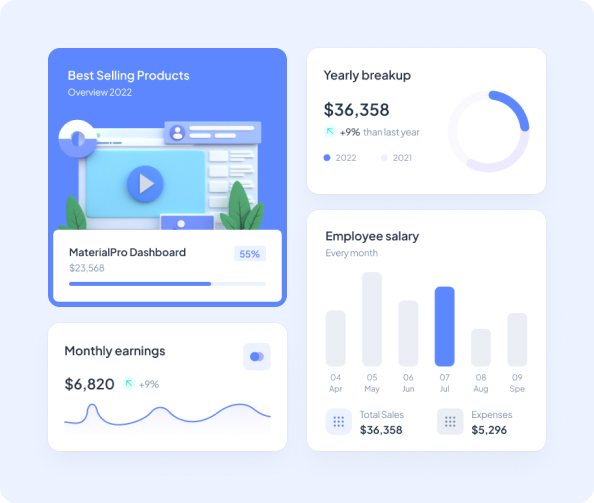 Best Selling Products
Overview 2022
MaterialPro Dashboard
55%
$23,568
Monthly earnings
$6,820
+9%
Yearly breakup
$36,358
+9% than last year
2022
2021
Employee salary
Every month
04 05 06 07 08 09
Apr May Jun Jul Aug Spe
Total Sales
$36,358
Expenses
$5,296